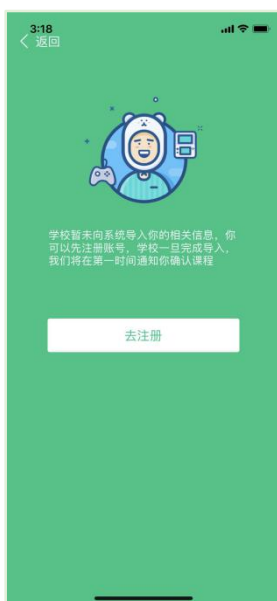 3:18
返回
学校暂未向系统导入你的相关信息，你
可以先注册账号，学校一旦完成导入，
我们将在第一时间通知你确认课程
去注册